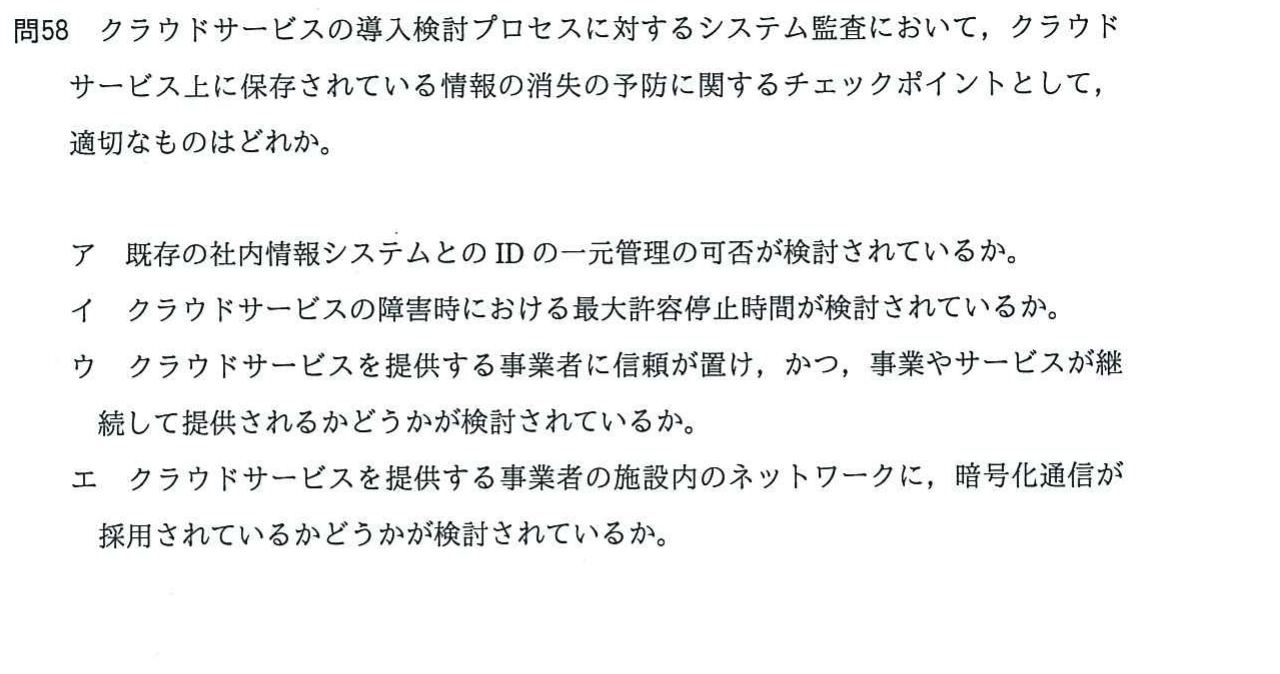 問58　クラウドサービスの導入検討プロセスに対するシステム監査において，クラウド
サービス上に保存されている情報の消失の予防に関するチェックポイントとして，
適切なものはどれか。
ア　既存の社内情報システムとの ID の一元管理の可否が検討されているか。
イ　クラウドサービスの障害時における最大許容停止時間が検討されているか。
ウ　クラウドサービスを提供する事業者に信頼が置け，かつ，事業やサービスが継
続して提供されるかどうかが検討されているか。
エ　クラウドサービスを提供する事業者の施設内のネットワークに，暗号化通信が
採用されているかどうかが検討されているか。